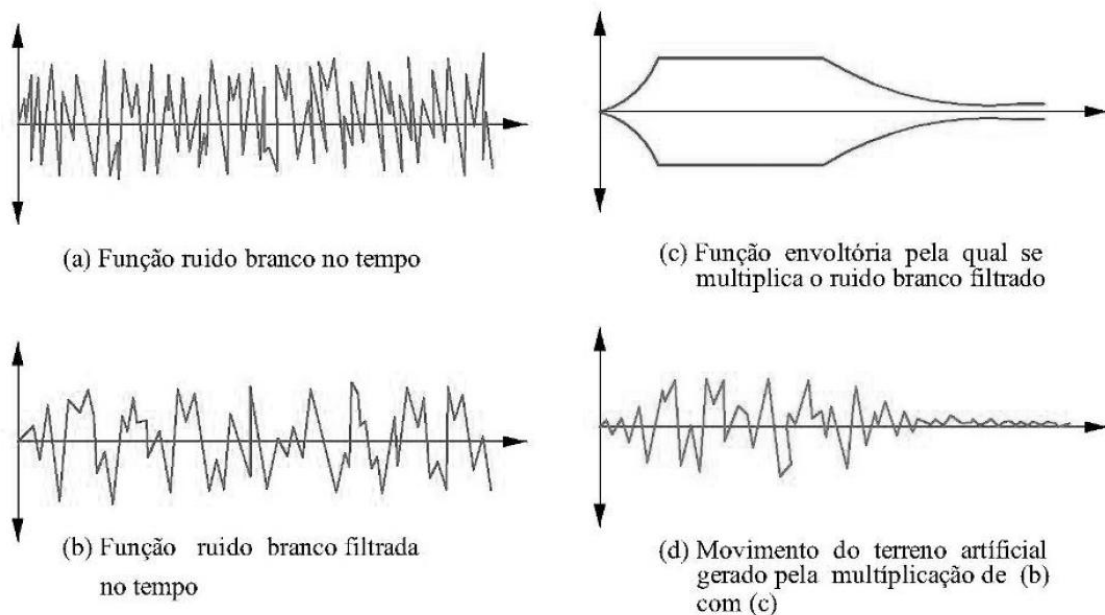 (a) Função ruido branco no tempo
(b) Função ruido branco filtrada
no tempo
(c) Função envoltória pela qual se
multiplica o ruido branco filtrado
(d) Movimento do terreno artíficial
gerado pela multíplicação de (b)
com (c)